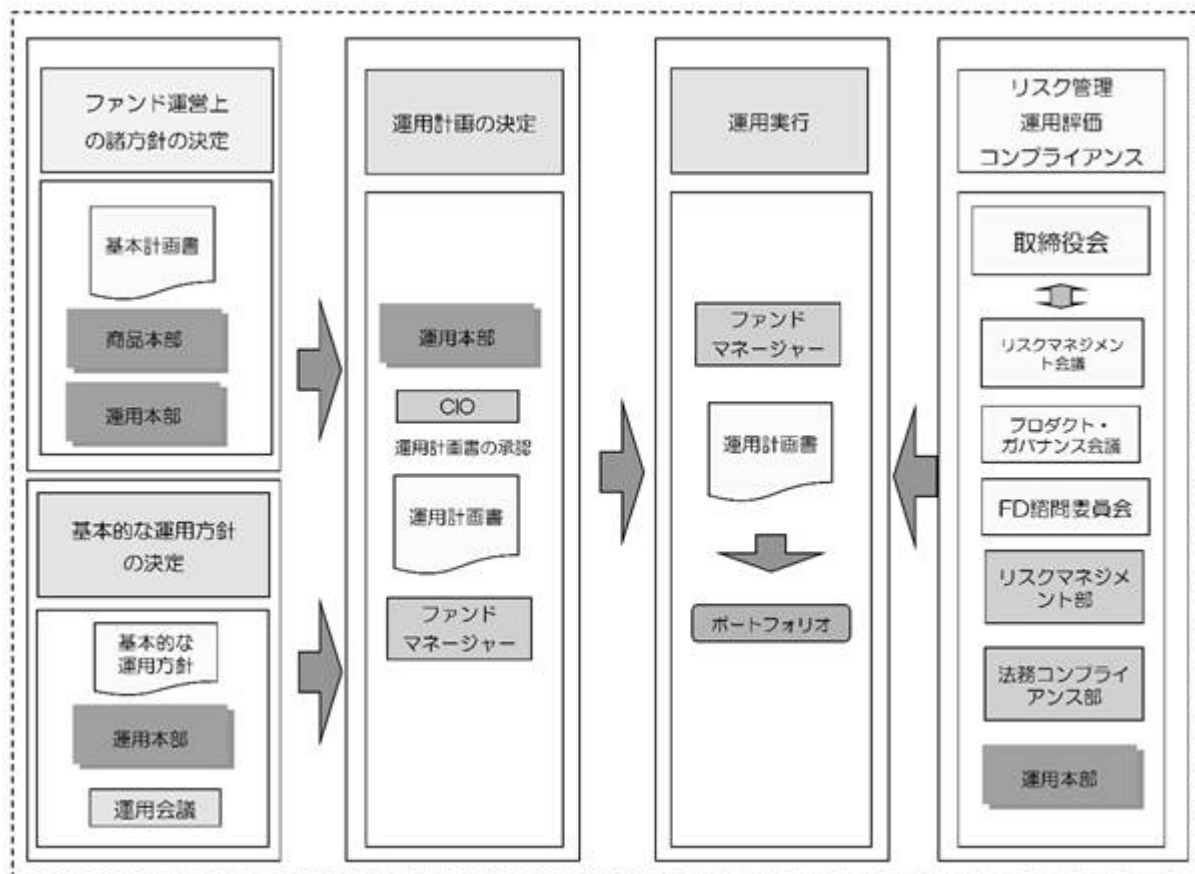 ファンド運営上
の諸方針の決定
基本計画書
商品本部
運用本部
基本的な運用方針
の決定
基本的な
運用方針
運用本部
運用会議
運用計画の決定
運用本部
CIO
運用計画書の承認
運用計画書
ファンド
マネージャー
運用実行
ファンド
マネージャー
運用計画書
ポートフォリオ
リスク管理
運用評価
コンプライアンス
取締役会
リスクマネジメン
ト会議
プロダクト・
ガバナンス会議
FD諮問委員会
リスクマネジメ
ント部
法務コンプライ
アンス部
運用本部